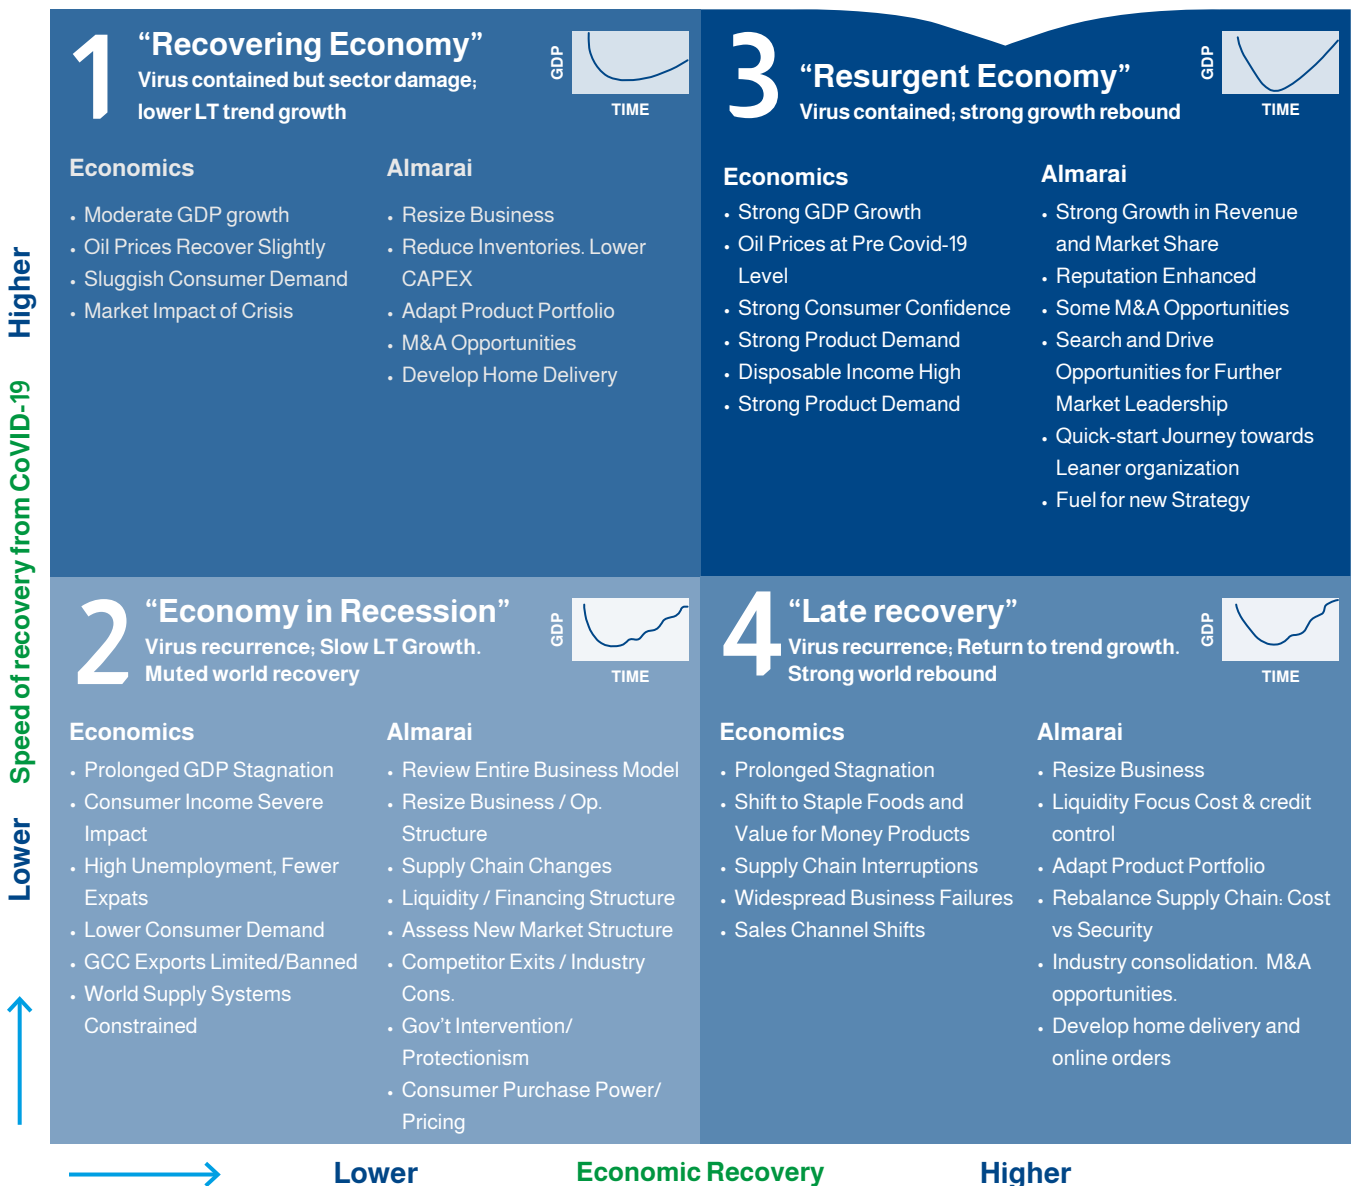 1
“Recovering Economy”
Virus contained but sector damage;
lower LT trend growth
GDP
TIME
Economics
• Moderate GDP growth
• Oil Prices Recover Slightly
• Sluggish Consumer Demand
• Market Impact of Crisis
Almarai
• Resize Business
• Reduce Inventories. Lower
CAPEX
• Adapt Product Portfolio
• M&A Opportunities
• Develop Home Delivery
3
“Resurgent Economy”
Virus contained; strong growth rebound
GDP
TIME
Economics
• Strong GDP Growth
• Oil Prices at Pre Covid-19
Level
• Strong Consumer Confidence
• Strong Product Demand
• Disposable Income High
• Strong Product Demand
Almarai
• Strong Growth in Revenue
and Market Share
• Reputation Enhanced
• Some M&A Opportunities
• Search and Drive
Opportunities for Further
Market Leadership
• Quick-start Journey towards
Leaner organization
• Fuel for new Strategy
2
“Economy in Recession”
Virus recurrence; Slow LT Growth.
Muted world recovery
GDP
TIME
Economics
• Prolonged GDP Stagnation
• Consumer Income Severe
Impact
• High Unemployment, Fewer
Expats
• Lower Consumer Demand
• GCC Exports Limited/Banned
• World Supply Systems
Constrained
Almarai
• Review Entire Business Model
• Resize Business / Op.
Structure
• Supply Chain Changes
• Liquidity / Financing Structure
• Assess New Market Structure
• Competitor Exits / Industry
Cons.
• Gov’t Intervention/
Protectionism
• Consumer Purchase Power/
Pricing
4
“Late recovery”
Virus recurrence; Return to trend growth.
Strong world rebound
GDP
TIME
Economics
• Prolonged Stagnation
• Shift to Staple Foods and
Value for Money Products
• Supply Chain Interruptions
• Widespread Business Failures
• Sales Channel Shifts
Almarai
• Resize Business
• Liquidity Focus Cost & credit
control
• Adapt Product Portfolio
• Rebalance Supply Chain: Cost
vs Security
• Industry consolidation. M&A
opportunities.
• Develop home delivery and
online orders
Lower Speed of recovery from CoVID-19 Higher
Lower Economic Recovery Higher